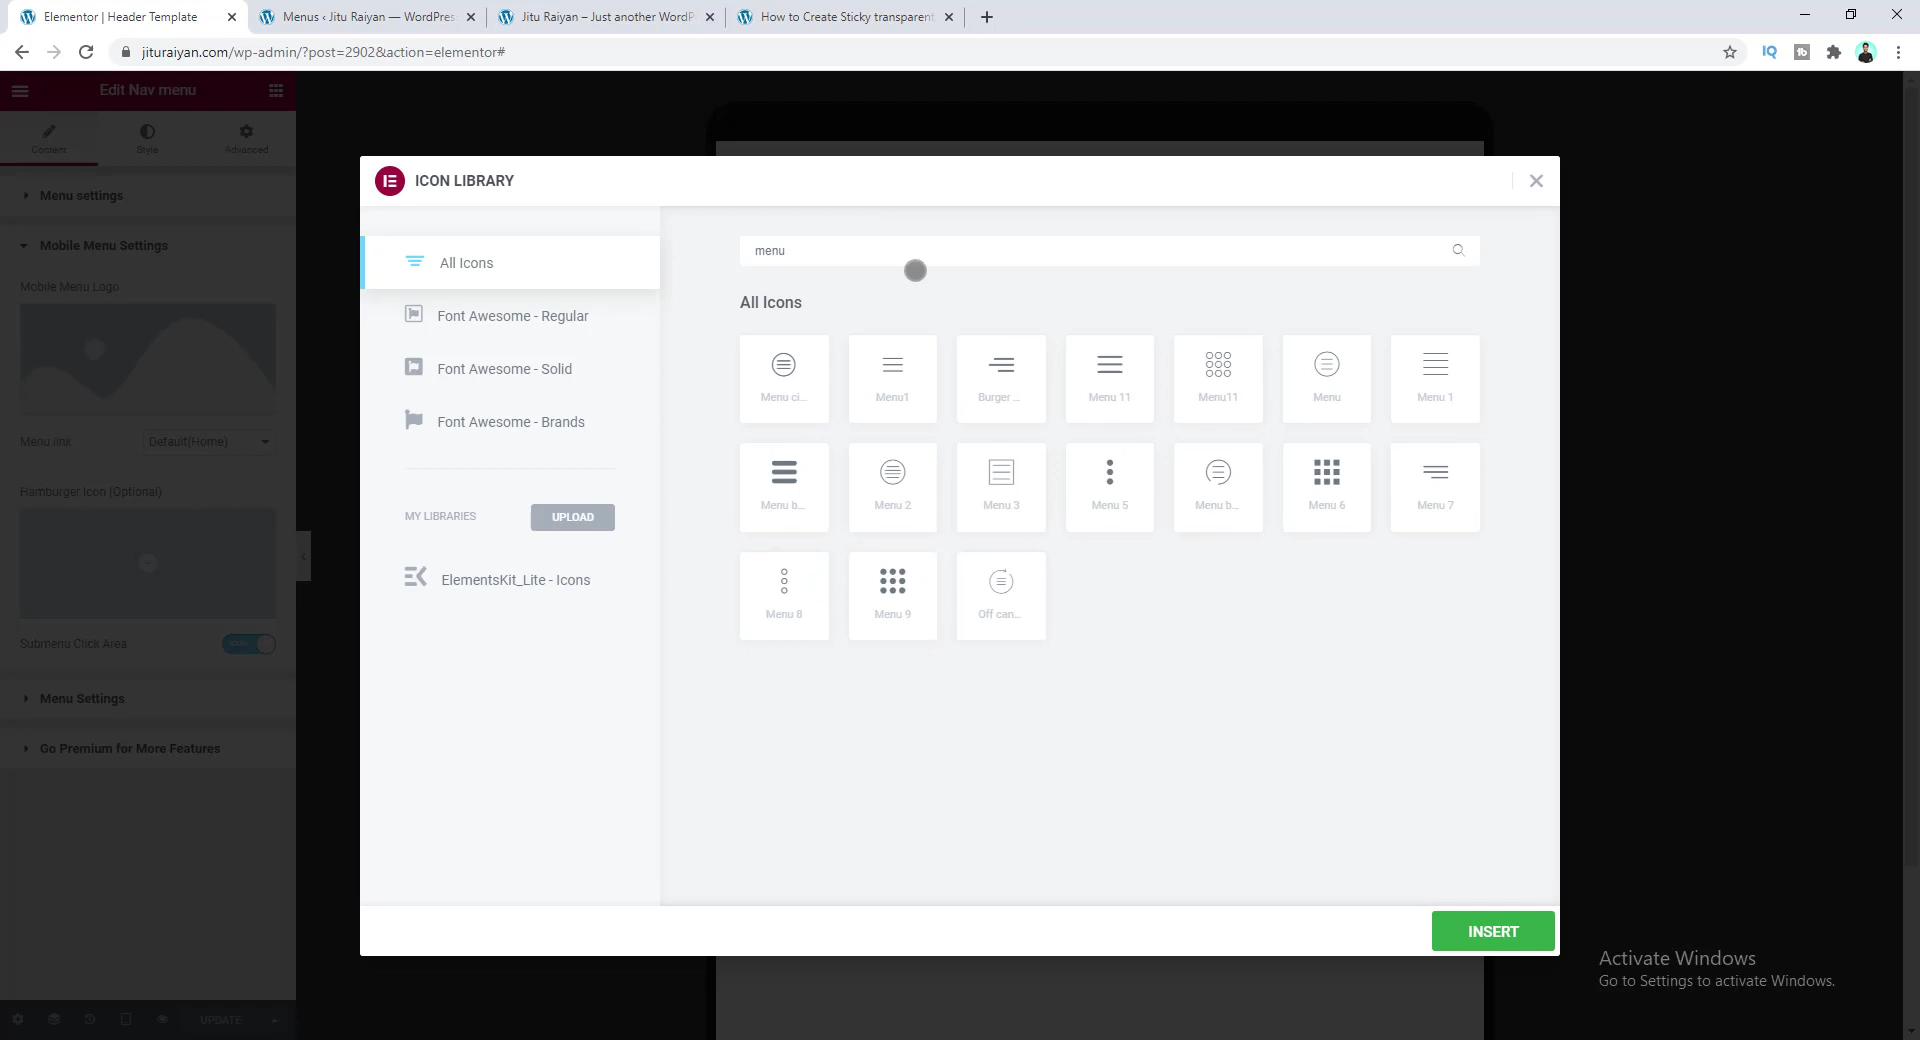 Elementor | Header Template
Menus ‹ Jitu Raiyan — WordPress
Jitu Raiyan – Just another WordP
How to Create Sticky transparent
jituraiyan.com/wp-admin/?post=2902&action=elementor#
Edit Nav menu
Content
Style
Advanced
Menu settings
Mobile Menu Settings
Mobile Menu Logo
Menu link
Default(Home)
Hamburger Icon (Optional)
Submenu Click Area
Menu Settings
Go Premium for More Features
UPDATE
ICON LIBRARY
All Icons
Font Awesome - Regular
Font Awesome - Solid
Font Awesome - Brands
MY LIBRARIES
UPLOAD
ElementsKit_Lite - Icons
menu
All Icons
Menu ci...
Menu1
Burger ...
Menu 11
Menu11
Menu
Menu 1
Menu b...
Menu 2
Menu 3
Menu 5
Menu b...
Menu 6
Menu 7
Menu 8
Menu 9
Off can...
INSERT
Activate Windows
Go to Settings to activate Windows.